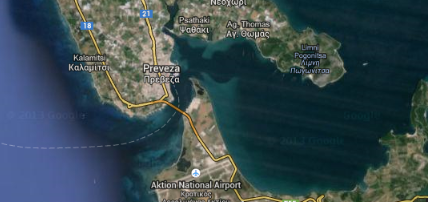 Νεοχώρι
21
Psathaki
Ψαθάκι
Ag. Thomas
Αγ. Θωμάς
18
Limni
Pogonitsa
Λίμνη
Πωγωνίτσα
Kalamitsi
Καλαμίτσι
Preveza
Πρέβεζα
Aktion National Airport
Κρατικός